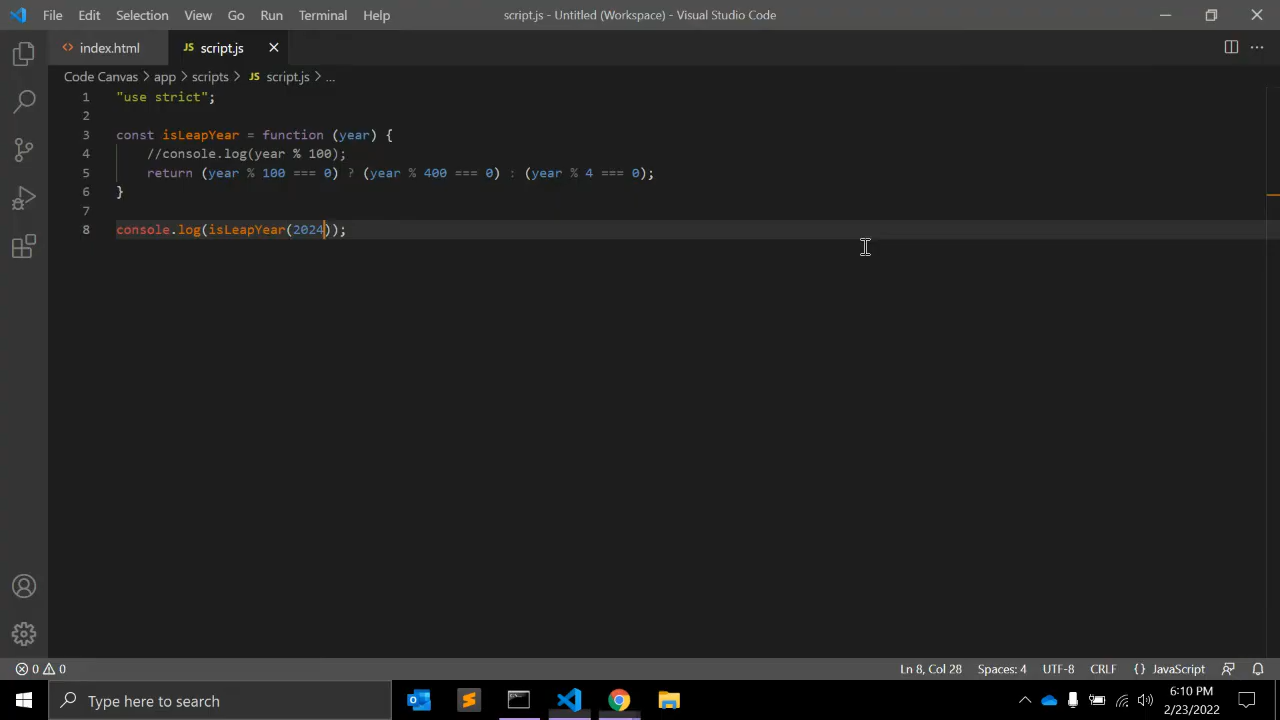 File Edit Selection View Go Run Terminal Help script.js - Untitled (Workspace) - Visual Studio Code
<> index.html JS script.js
Code Canvas > app > scripts > JS script.js > ...
1 "use strict";
2
3 const isLeapYear = function (year) {
4 //console.log(year % 100);
5 return (year % 100 === 0) ? (year % 400 === 0) : (year % 4 === 0);
6 }
7
8 console.log(isLeapYear(2024));
0 0 Ln 8, Col 28 Spaces: 4 UTF-8 CRLF {} JavaScript
Type here to search 6:10 PM
2/23/2022